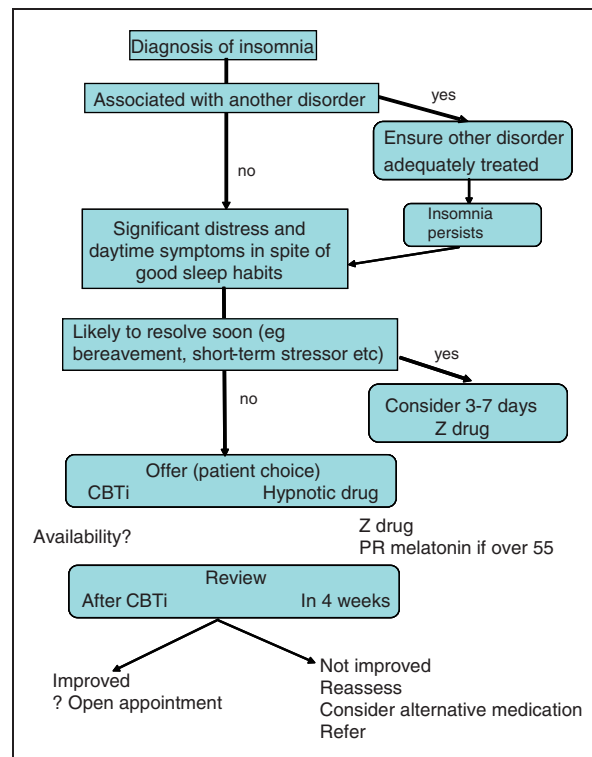 Diagnosis of insomnia
Associated with another disorder
yes
Ensure other disorder
adequately treated
no
Insomnia
persists
Significant distress and
daytime symptoms in spite of
good sleep habits
Likely to resolve soon (eg
bereavement, short-term stressor etc)
yes
no
Consider 3-7 days
Z drug
Offer (patient choice)
CBTi Hypnotic drug
Availability?
Z drug
PR melatonin if over 55
Review
After CBTi In 4 weeks
Improved
? Open appointment
Not improved
Reassess
Consider alternative medication
Refer